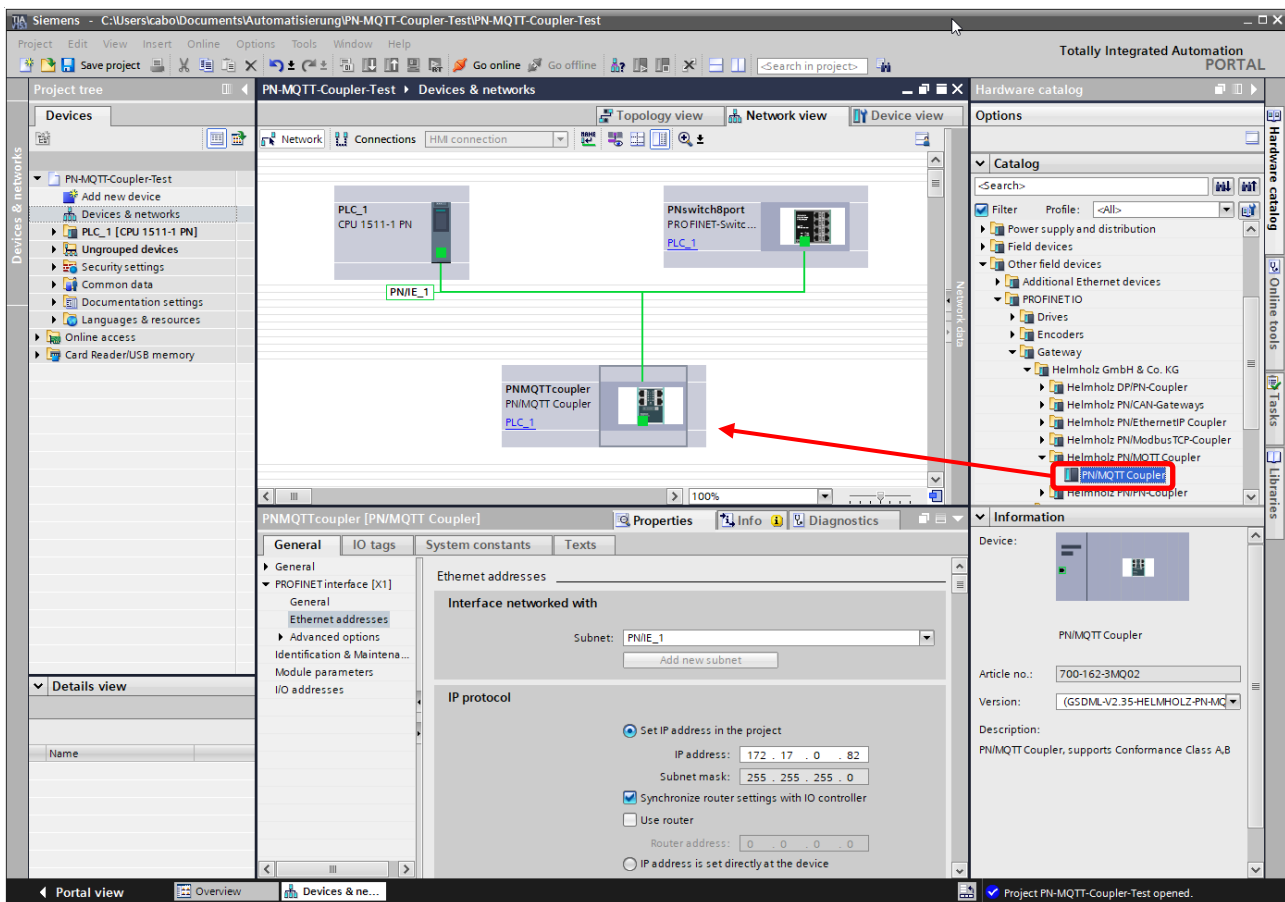 Siemens - C:\Users\cabo\Documents\Automatisierung\PN-MQTT-Coupler-Test\PN-MQTT-Coupler-Test
Project Edit View Insert Online Options Tools Window Help
Totally Integrated Automation
PORTAL
Save project
Go online
Go offline
<Search in project>
Project tree
Devices
Devices & networks
PN-MQTT-Coupler-Test
Add new device
Devices & networks
PLC_1 [CPU 1511-1 PN]
Ungrouped devices
Security settings
Common data
Documentation settings
Languages & resources
Online access
Card Reader/USB memory
Details view
Name
PN-MQTT-Coupler-Test Devices & networks
Topology view
Network view
Device view
Network
Connections
HMI connection
100%
PLC_1
CPU 1511-1 PN
PNswitch8port
PROFINET-Switc...
PLC_1
PN/IE_1
PNMQTTcoupler
PN/MQTT Coupler
PLC_1
Network data
100%
PNMQTTcoupler [PN/MQTT Coupler]
Properties
Info
Diagnostics
General
IO tags
System constants
Texts
General
PROFINET interface [X1]
General
Ethernet addresses
Advanced options
Identification & Maintena...
Module parameters
I/O addresses
Ethernet addresses
Interface networked with
Subnet: PN/IE_1
Add new subnet
IP protocol
Set IP address in the project
IP address: 172 . 17 . 0 . 82
Subnet mask: 255 . 255 . 255 . 0
Synchronize router settings with IO controller
Use router
Router address: 0 . 0 . 0 . 0
IP address is set directly at the device
Hardware catalog
Options
Catalog
<Search>
Filter Profile: <All>
Power supply and distribution
Field devices
Other field devices
Additional Ethernet devices
PROFINET IO
Drives
Encoders
Gateway
Helmholz GmbH & Co. KG
Helmholz DP/PN-Coupler
Helmholz PN/CAN-Gateways
Helmholz PN/EthernetIP Coupler
Helmholz PN/ModbusTCP-Coupler
Helmholz PN/MQTT Coupler
PN/MQTT Coupler
Helmholz PN/PN-Coupler
Information
Device:
PN/MQTT Coupler
Article no.: 700-162-3MQ02
Version: (GSDML-V2.35-HELMHOLZ-PN-MQ
Description:
PN/MQTT Coupler, supports Conformance Class A,B
Hardware catalog
Online tools
Tasks
Libraries
Portal view
Overview
Devices & ne...
Project PN-MQTT-Coupler-Test opened.